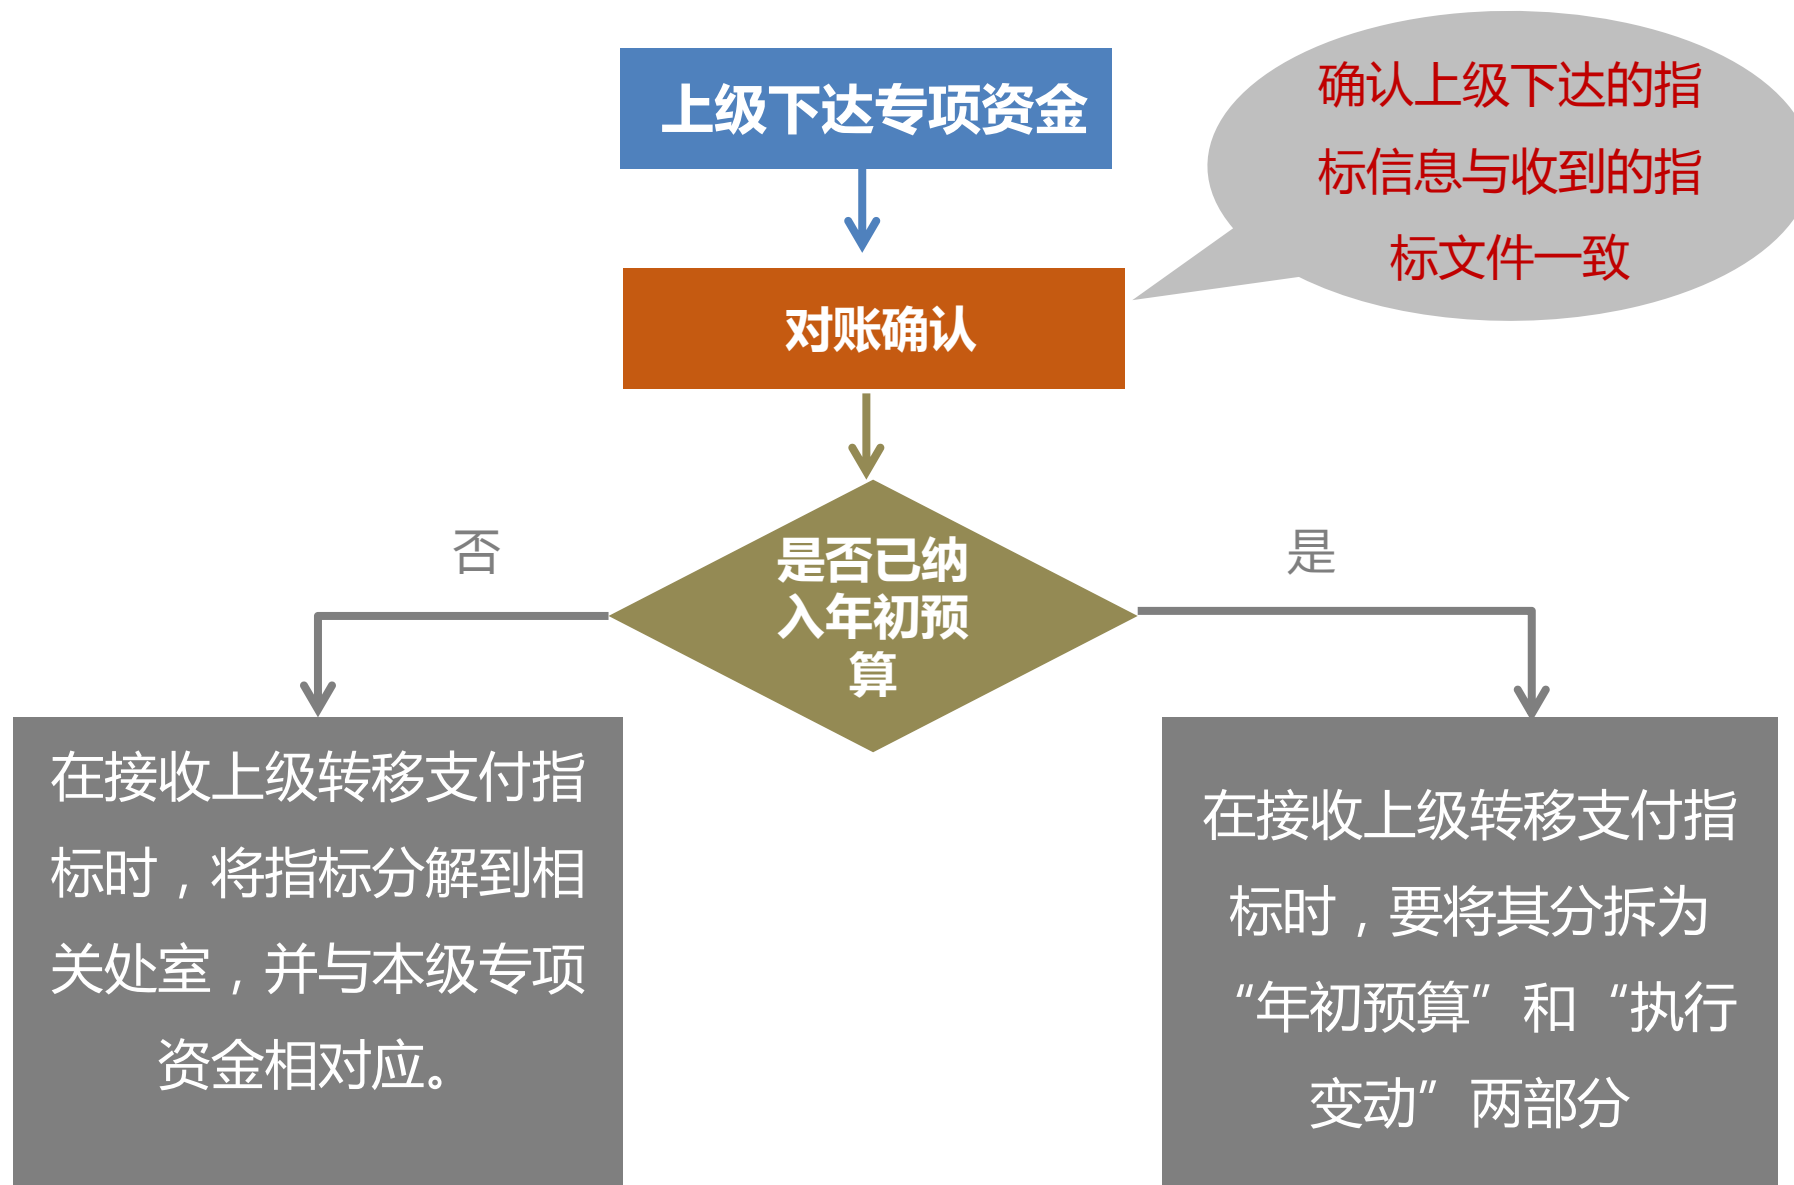 上级下达专项资金
确认上级下达的指
标信息与收到的指
标文件一致
对账确认
否
是
是否已纳
入年初预
算
在接收上级转移支付指
标时，将指标分解到相
关处室，并与本级专项
资金相对应。
在接收上级转移支付指
标时，要将其分拆为
“年初预算”和“执行
变动”两部分